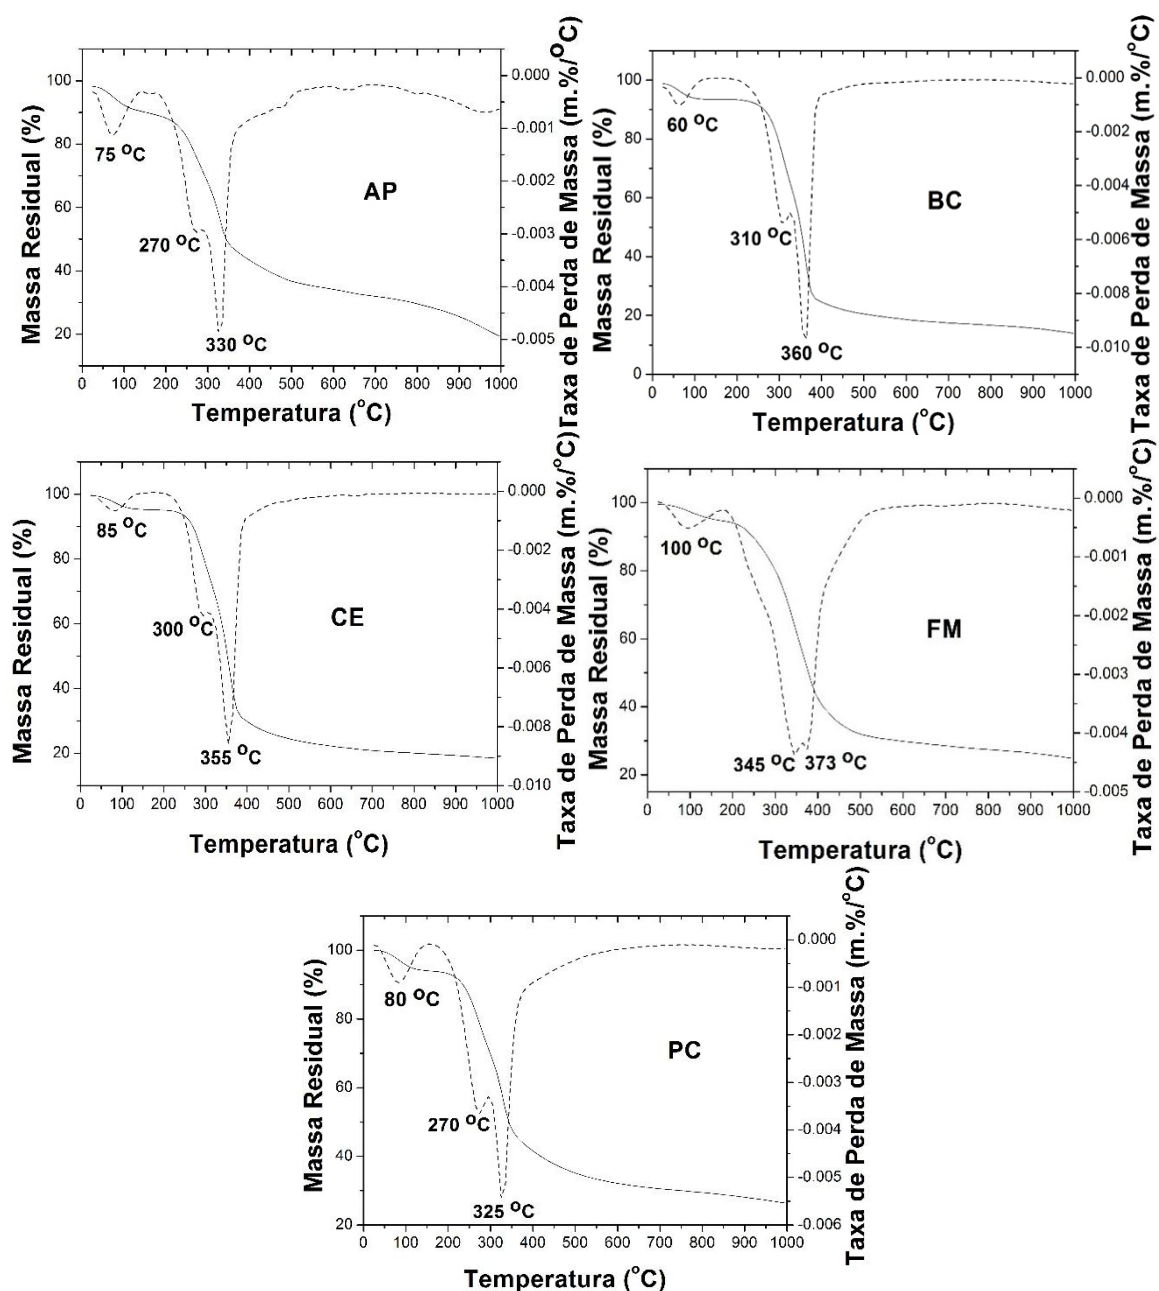 Massa Residual (%)
100
80
60
40
20
75 °C
270 °C
330 °C
AP
0 100 200 300 400 500 600 700 800 900 1000
Temperatura (°C)
0.000
-0.001
-0.002
-0.003
-0.004
-0.005
Taxa de Perda de Massa (m.%/°C)
Massa Residual (%)
100
80
60
40
20
0
60 °C
310 °C
360 °C
BC
0 100 200 300 400 500 600 700 800 900 1000
Temperatura (°C)
0.000
-0.002
-0.004
-0.006
-0.008
-0.010
Taxa de Perda de Massa (m.%/°C)
Massa Residual (%)
100
80
60
40
20
85 °C
300 °C
355 °C
CE
0 100 200 300 400 500 600 700 800 900 1000
Temperatura (°C)
0.000
-0.002
-0.004
-0.006
-0.008
-0.010
Taxa de Perda de Massa (m.%/°C)
Massa Residual (%)
100
80
60
40
20
100 °C
345 °C 373 °C
FM
0 100 200 300 400 500 600 700 800 900 1000
Temperatura (°C)
0.000
-0.001
-0.002
-0.003
-0.004
-0.005
Taxa de Perda de Massa (m.%/°C)
Massa Residual (%)
100
80
60
40
20
80 °C
270 °C
325 °C
PC
0 100 200 300 400 500 600 700 800 900 1000
Temperatura (°C)
0.000
-0.001
-0.002
-0.003
-0.004
-0.005
-0.006
Taxa de Perda de Massa (m.%/°C)